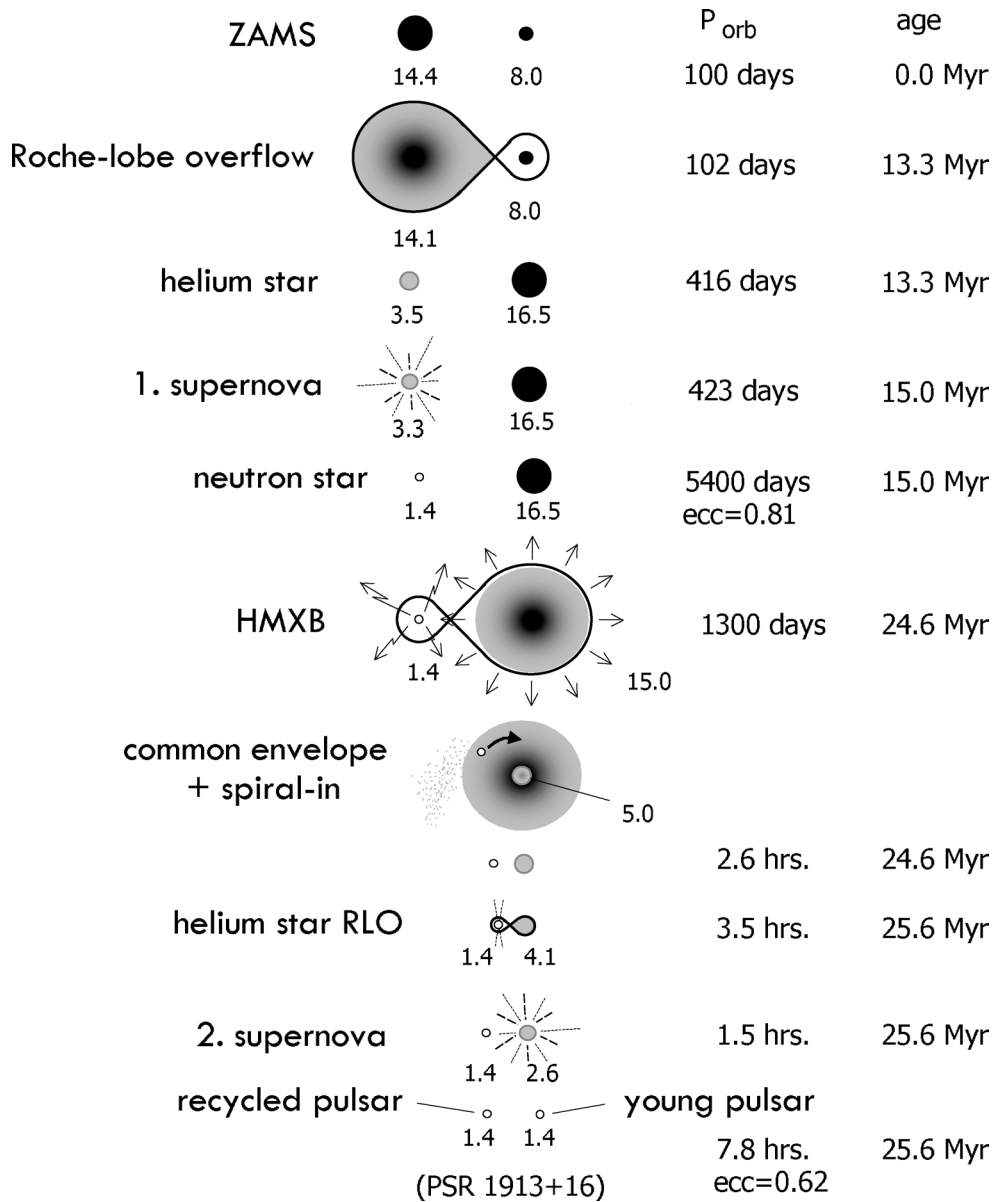 ZAMS P orb age
14.4 8.0 100 days 0.0 Myr
Roche-lobe overflow 102 days 13.3 Myr
8.0
14.1
helium star 416 days 13.3 Myr
3.5 16.5
1. supernova 423 days 15.0 Myr
3.3 16.5
neutron star 5400 days 15.0 Myr
1.4 16.5 ecc=0.81
HMXB 1300 days 24.6 Myr
1.4 15.0
common envelope
+ spiral-in
5.0
2.6 hrs. 24.6 Myr
helium star RLO 3.5 hrs. 25.6 Myr
1.4 4.1
2. supernova 1.5 hrs. 25.6 Myr
1.4 2.6
recycled pulsar young pulsar
1.4 1.4
7.8 hrs. 25.6 Myr
(PSR 1913+16) ecc=0.62